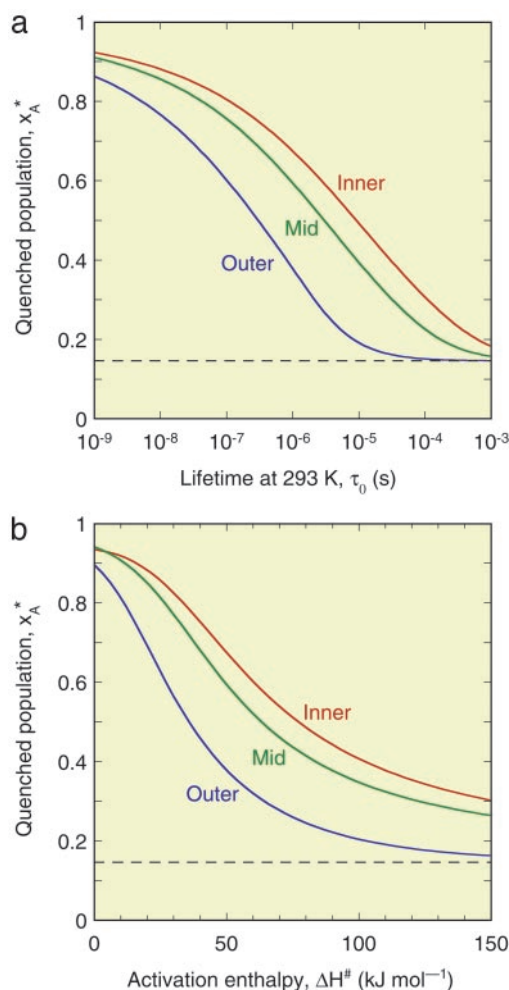 a
1
0.8
0.6
0.4
0.2
0
Quenched population, x_A*
Inner
Mid
Outer
10⁻⁹ 10⁻⁸ 10⁻⁷ 10⁻⁶ 10⁻⁵ 10⁻⁴ 10⁻³
Lifetime at 293 K, τ₀ (s)
b
1
0.8
0.6
0.4
0.2
0
Quenched population, x_A*
Inner
Mid
Outer
0 50 100 150
Activation enthalpy, ΔH# (kJ mol⁻¹)